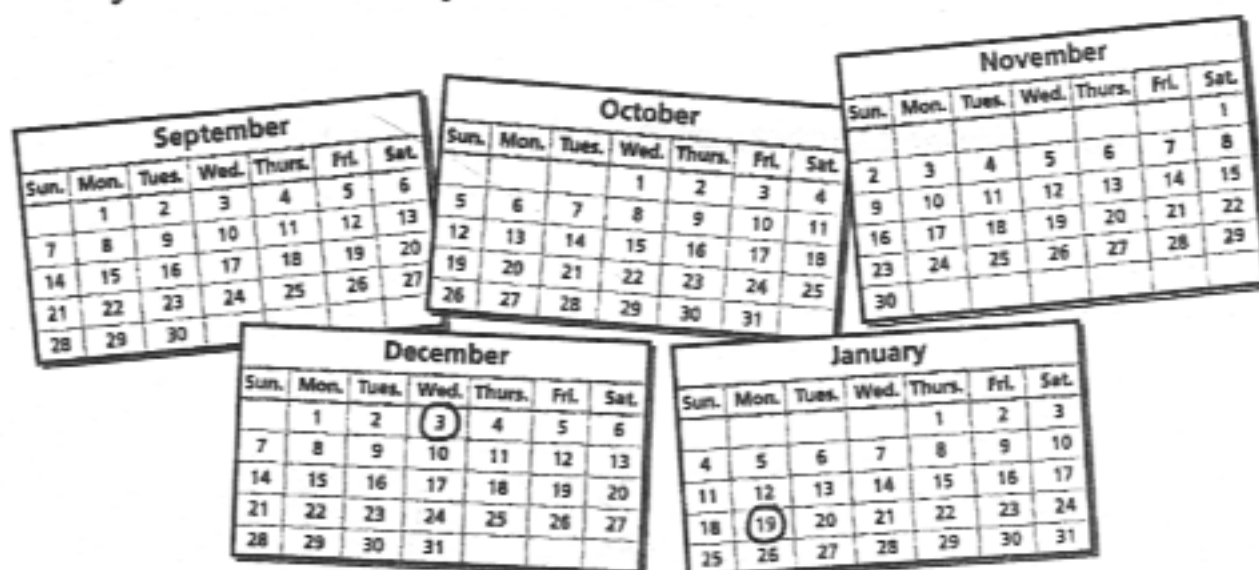 September
Sun. Mon. Tues. Wed. Thurs. Fri. Sat.
1 2 3 4 5 6
7 8 9 10 11 12 13
14 15 16 17 18 19 20
21 22 23 24 25 26 27
28 29 30
October
Sun. Mon. Tues. Wed. Thurs. Fri. Sat.
1 2 3 4
5 6 7 8 9 10 11
12 13 14 15 16 17 18
19 20 21 22 23 24 25
26 27 28 29 30 31
November
Sun. Mon. Tues. Wed. Thurs. Fri. Sat.
1
2 3 4 5 6 7 8
9 10 11 12 13 14 15
16 17 18 19 20 21 22
23 24 25 26 27 28 29
30
December
Sun. Mon. Tues. Wed. Thurs. Fri. Sat.
1 2 3 4 5 6
7 8 9 10 11 12 13
14 15 16 17 18 19 20
21 22 23 24 25 26 27
28 29 30 31
January
Sun. Mon. Tues. Wed. Thurs. Fri. Sat.
1 2 3
4 5 6 7 8 9 10
11 12 13 14 15 16 17
18 19 20 21 22 23 24
25 26 27 28 29 30 31